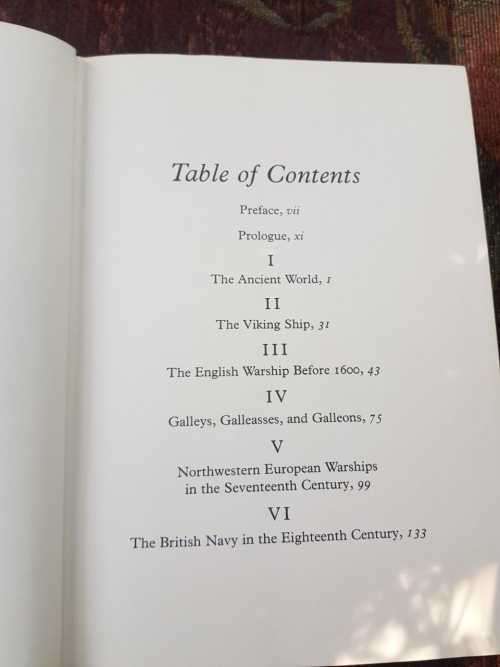 Table of Contents
Preface, vii
Prologue, xi
I
The Ancient World, 1
II
The Viking Ship, 31
III
The English Warship Before 1600, 43
IV
Galleys, Galleasses, and Galleons, 75
V
Northwestern European Warships
in the Seventeenth Century, 99
VI
The British Navy in the Eighteenth Century, 133